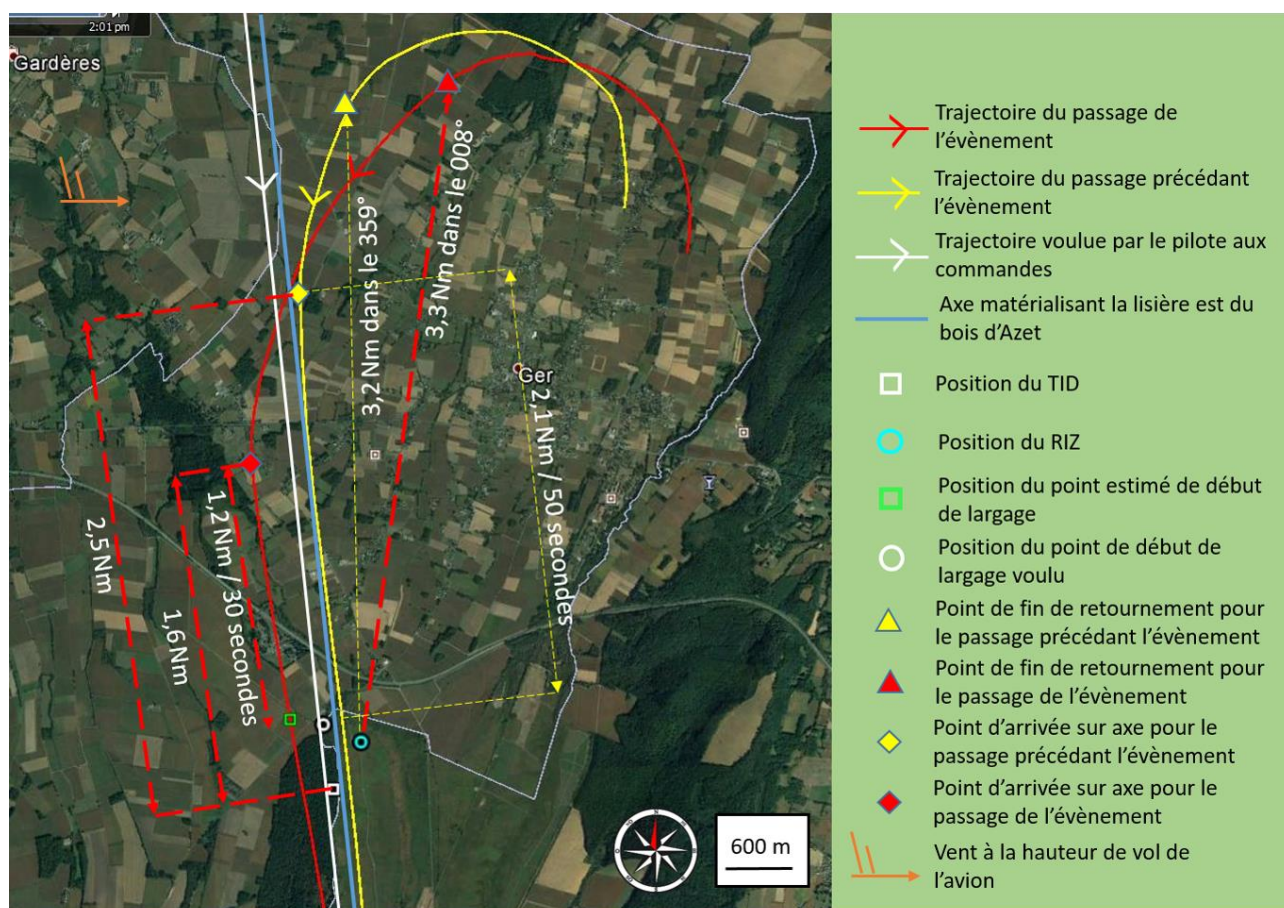 2:01 pm
Gardères
3,2 Nm dans le 359°
3,3 Nm dans le 008°
Ger
2,1 Nm / 50 secondes
1,2 Nm / 30 secondes
1,6 Nm
2,5 Nm
600 m
Trajectoire du passage de
l’évènement
Trajectoire du passage précédant
l’évènement
Trajectoire voulue par le pilote aux
commandes
Axe matérialisant la lisière est du
bois d’Azet
Position du TID
Position du RIZ
Position du point estimé de début
de largage
Position du point de début de
largage voulu
Point de fin de retournement pour
le passage précédant l’évènement
Point de fin de retournement pour
le passage de l’évènement
Point d’arrivée sur axe pour le
passage précédant l’évènement
Point d’arrivée sur axe pour le
passage de l’évènement
Vent à la hauteur de vol de
l’avion